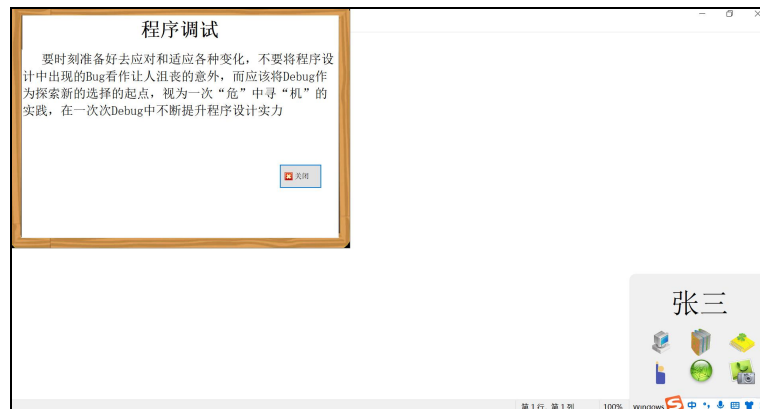 程序调试
要时刻准备好去应对和适应各种变化，不要将程序设
计中出现的Bug看作让人沮丧的意外，而应该将Debug作
为探索新的选择的起点，视为一次“危”中寻“机”的
实践，在一次次Debug中不断提升程序设计实力
关闭
张三
第 1 行，第 1 列 100% Windows 中